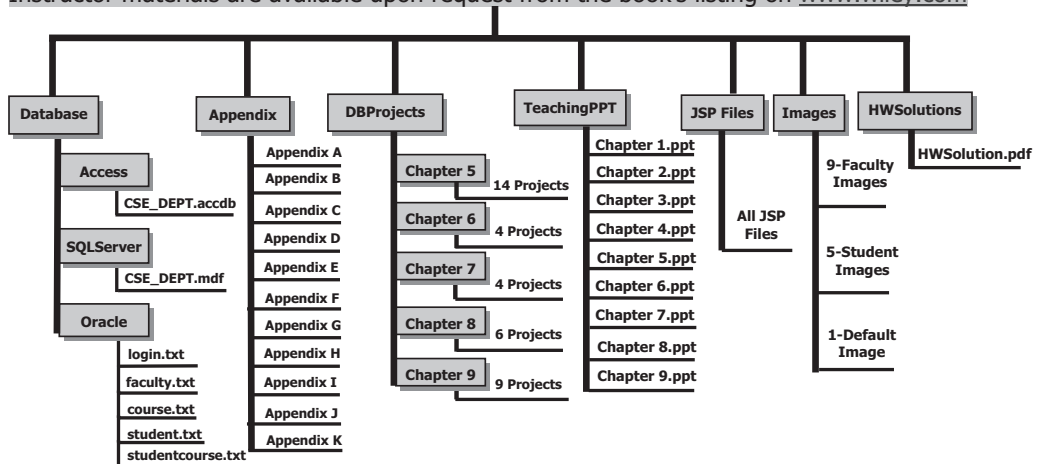 Instructor materials are available upon request from the book's listing on www.wiley.com
Database
Access
CSE_DEPT.accdb
SQLServer
CSE_DEPT.mdf
Oracle
login.txt
faculty.txt
course.txt
student.txt
studentcourse.txt
Appendix
Appendix A
Appendix B
Appendix C
Appendix D
Appendix E
Appendix F
Appendix G
Appendix H
Appendix I
Appendix J
Appendix K
DBProjects
Chapter 5
14 Projects
Chapter 6
4 Projects
Chapter 7
4 Projects
Chapter 8
6 Projects
Chapter 9
9 Projects
TeachingPPT
Chapter 1.ppt
Chapter 2.ppt
Chapter 3.ppt
Chapter 4.ppt
Chapter 5.ppt
Chapter 6.ppt
Chapter 7.ppt
Chapter 8.ppt
Chapter 9.ppt
JSP Files
All JSP
Files
Images
9-Faculty
Images
5-Student
Images
1-Default
Image
HWSolutions
HWSolution.pdf